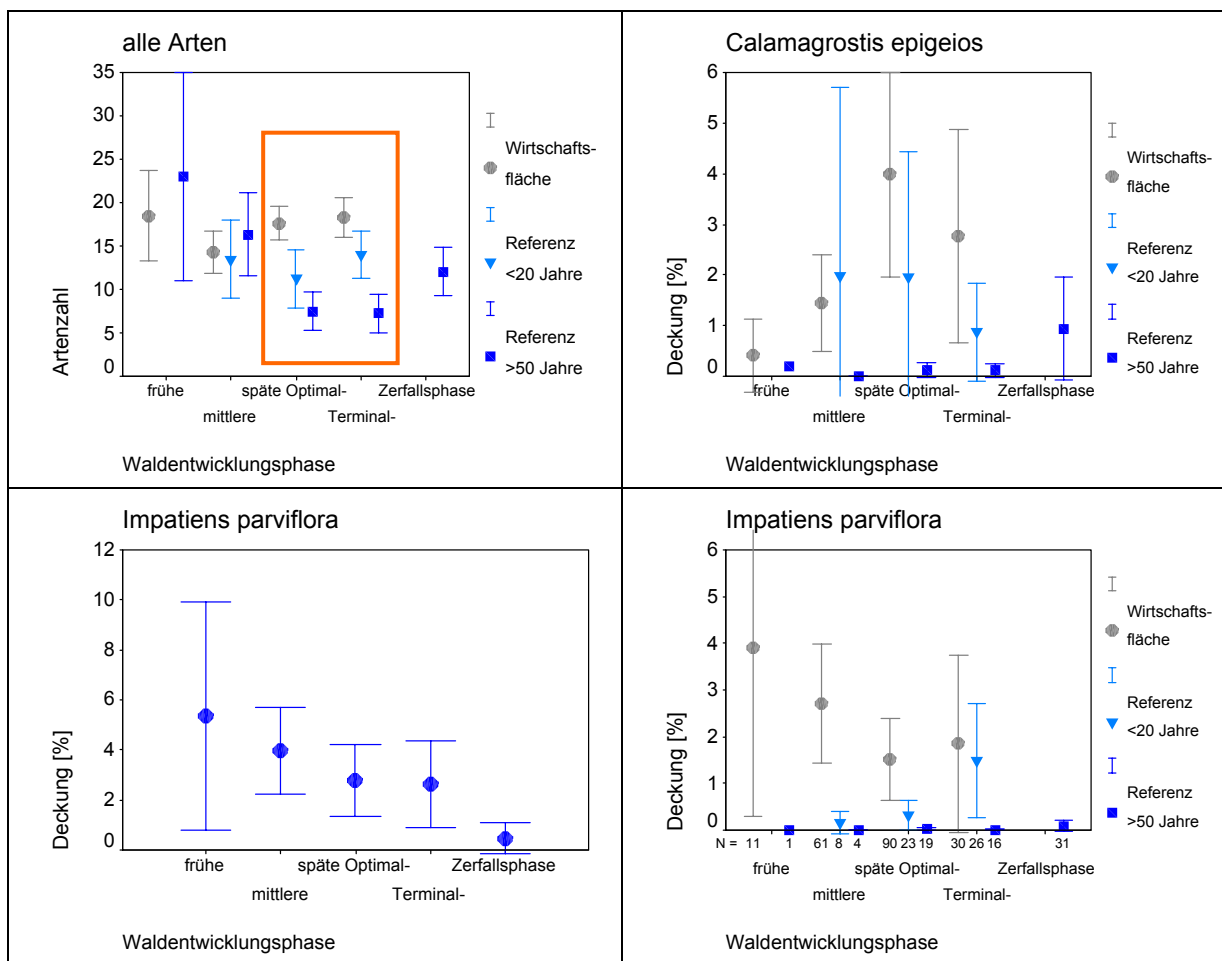 alle Arten
35
30
25
20
15
10
5
0
Artenzahl
frühe
späte Optimal-
Zerfallsphase
mittlere
Terminal-
Waldentwicklungsphase
Wirtschafts-
fläche
Referenz
<20 Jahre
Referenz
>50 Jahre
Calamagrostis epigeios
6
5
4
3
2
1
0
Deckung [%]
frühe
späte Optimal-
Zerfallsphase
mittlere
Terminal-
Waldentwicklungsphase
Wirtschafts-
fläche
Referenz
<20 Jahre
Referenz
>50 Jahre
Impatiens parviflora
12
10
8
6
4
2
0
Deckung [%]
frühe
späte Optimal-
Zerfallsphase
mittlere
Terminal-
Waldentwicklungsphase
Impatiens parviflora
6
5
4
3
2
1
0
Deckung [%]
N = 11 1 61 8 4 90 23 19 30 26 16 31
frühe
späte Optimal-
Zerfallsphase
mittlere
Terminal-
Waldentwicklungsphase
Wirtschafts-
fläche
Referenz
<20 Jahre
Referenz
>50 Jahre